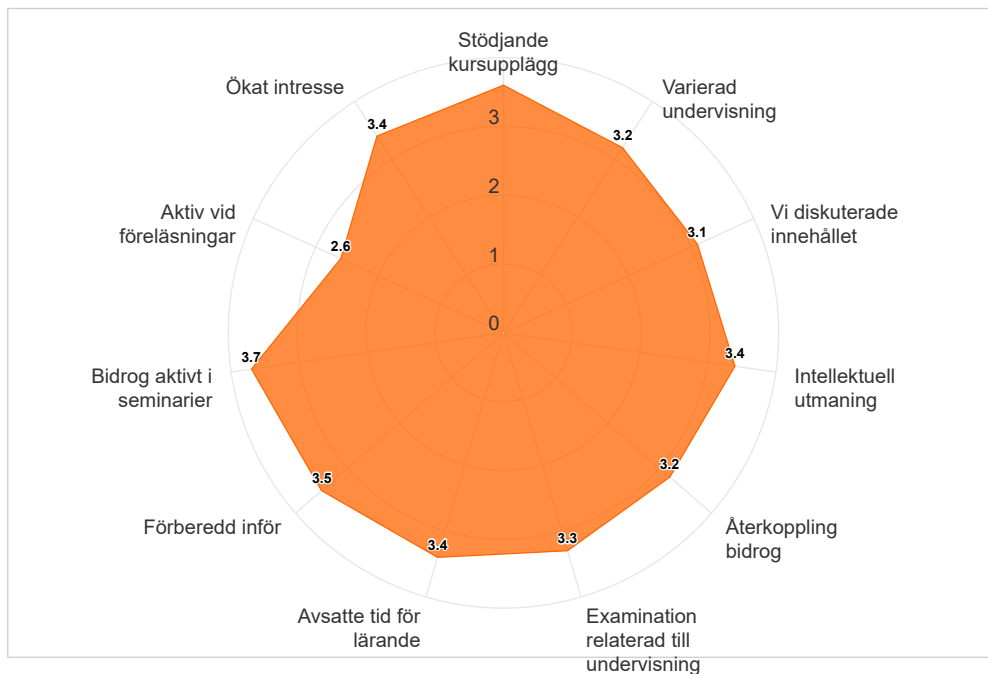 Stödjande
kursupplägg
Ökat intresse
Varierad
undervisning
3.4
3
3.2
2
Aktiv vid
föreläsningar
Vi diskuterade
innehållet
2.6
3.1
1
0
3.7
3.4
Bidrog aktivt i
seminarier
Intellektuell
utmaning
3.5
3.2
Förberedd inför
Återkoppling
bidrog
3.4
3.3
Avsatte tid för
lärande
Examination
relaterad till
undervisning